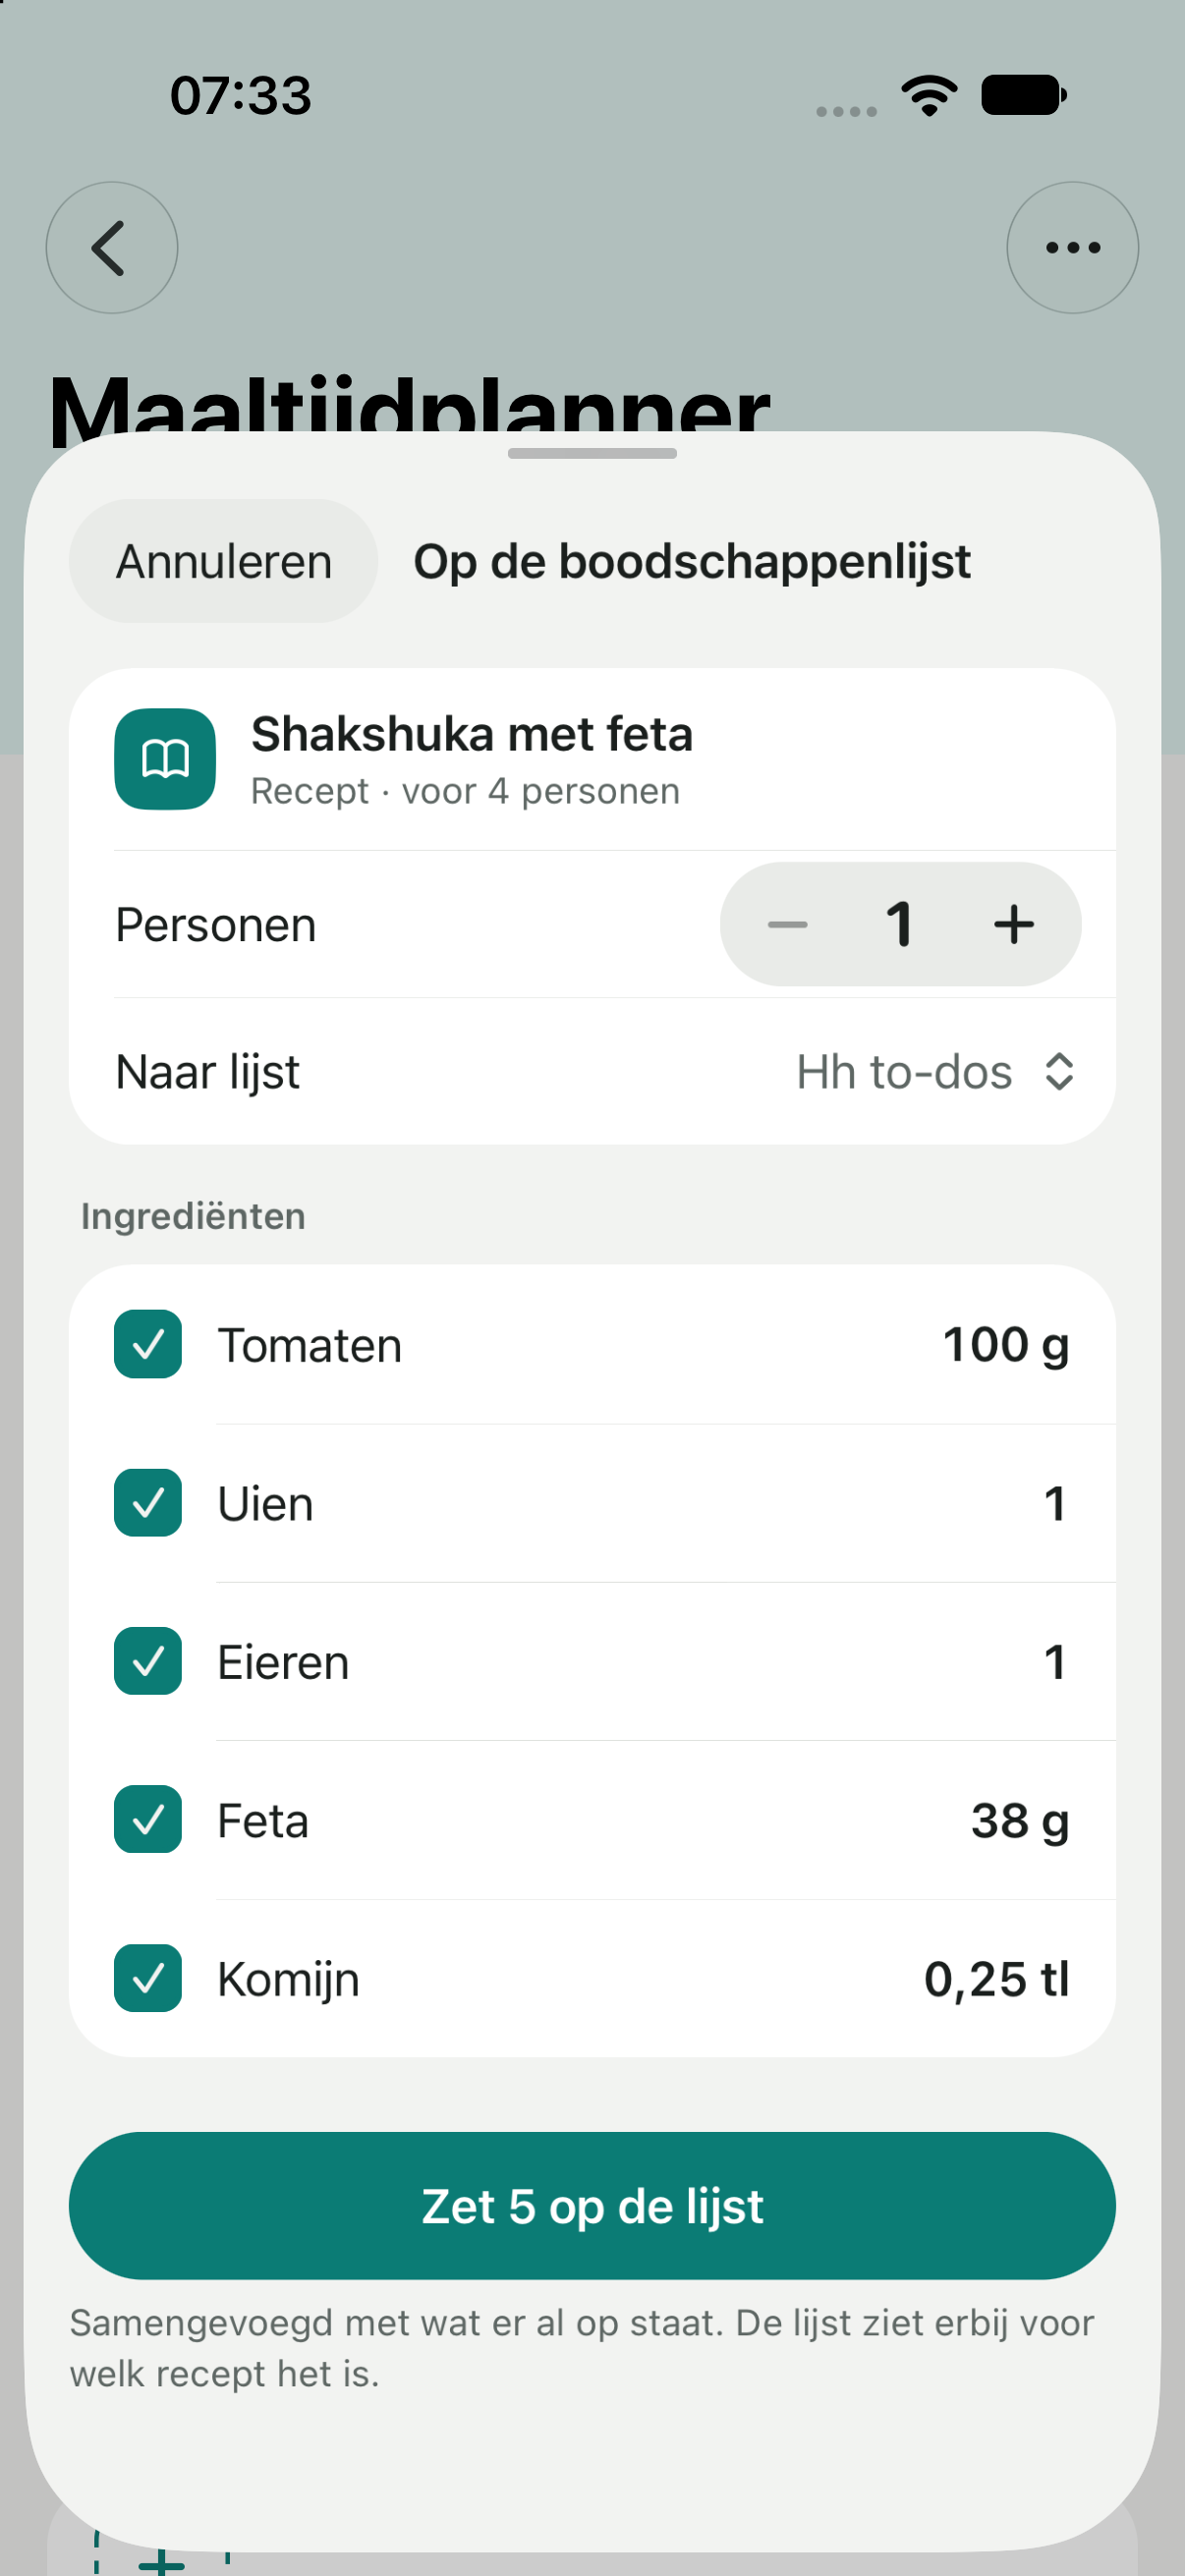 07:33
Maaltijdplanner
Annuleren
Op de boodschappenlijst
Shakshuka met feta
Recept · voor 4 personen
Personen
1
Naar lijst
Hh to-dos
Ingrediënten
Tomaten
100 g
Uien
1
Eieren
1
Feta
38 g
Komijn
0,25 tl
Zet 5 op de lijst
Samengevoegd met wat er al op staat. De lijst ziet erbij voor
welk recept het is.